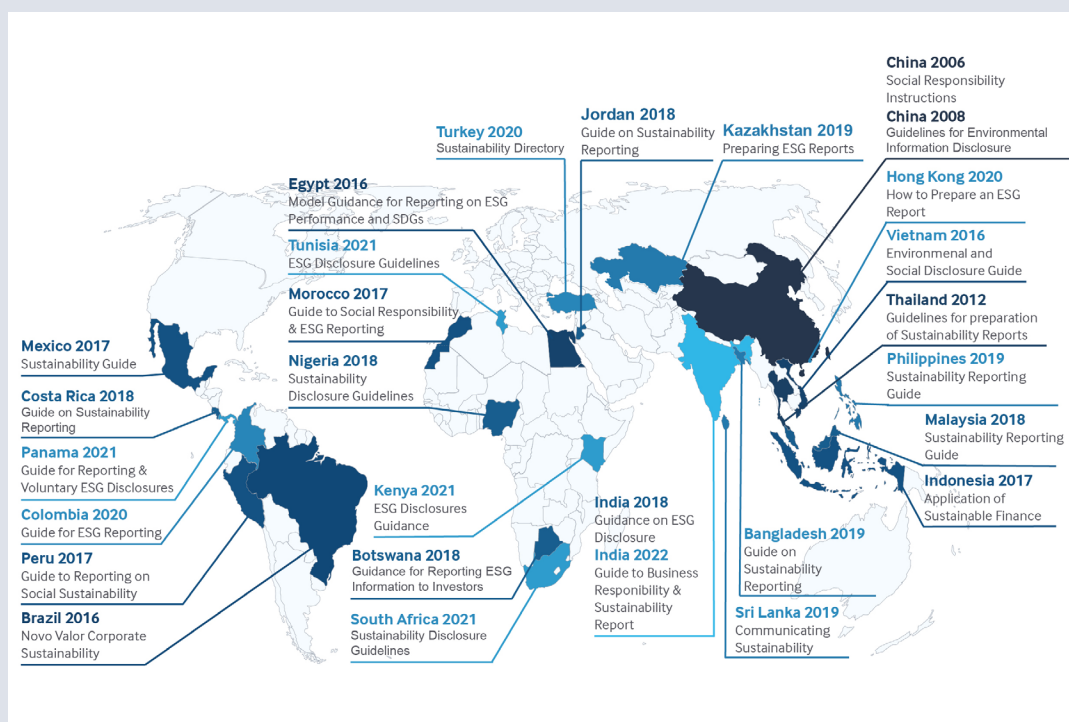 China 2006
Social Responsibility
Instructions
China 2008
Guidelines for Environmental
Information Disclosure
Jordan 2018
Guide on Sustainability
Reporting
Kazakhstan 2019
Preparing ESG Reports
Turkey 2020
Sustainability Directory
Hong Kong 2020
How to Prepare an ESG
Report
Egypt 2016
Model Guidance for Reporting on ESG
Performance and SDGs
Vietnam 2016
Environmenal and
Social Disclosure Guide
Tunisia 2021
ESG Disclosure Guidelines
Morocco 2017
Guide to Social Responsibility
& ESG Reporting
Thailand 2012
Guidelines for preparation
of Sustainability Reports
Mexico 2017
Sustainability Guide
Nigeria 2018
Sustainability
Disclosure Guidelines
Philippines 2019
Sustainability Reporting
Guide
Costa Rica 2018
Guide on Sustainability
Reporting
Malaysia 2018
Sustainability Reporting
Guide
Panama 2021
Guide for Reporting &
Voluntary ESG Disclosures
Indonesia 2017
Application of
Sustainable Finance
Colombia 2020
Guide for ESG Reporting
Kenya 2021
ESG Disclosures
Guidance
India 2018
Guidance on ESG
Disclosure
India 2022
Guide to Business
Responibility &
Sustainability
Report
Bangladesh 2019
Guide on
Sustainability
Reporting
Peru 2017
Guide to Reporting on
Social Sustainability
Botswana 2018
Guidance for Reporting ESG
Information to Investors
Brazil 2016
Novo Valor Corporate
Sustainability
South Africa 2021
Sustainability Disclosure
Guidelines
Sri Lanka 2019
Communicating
Sustainability